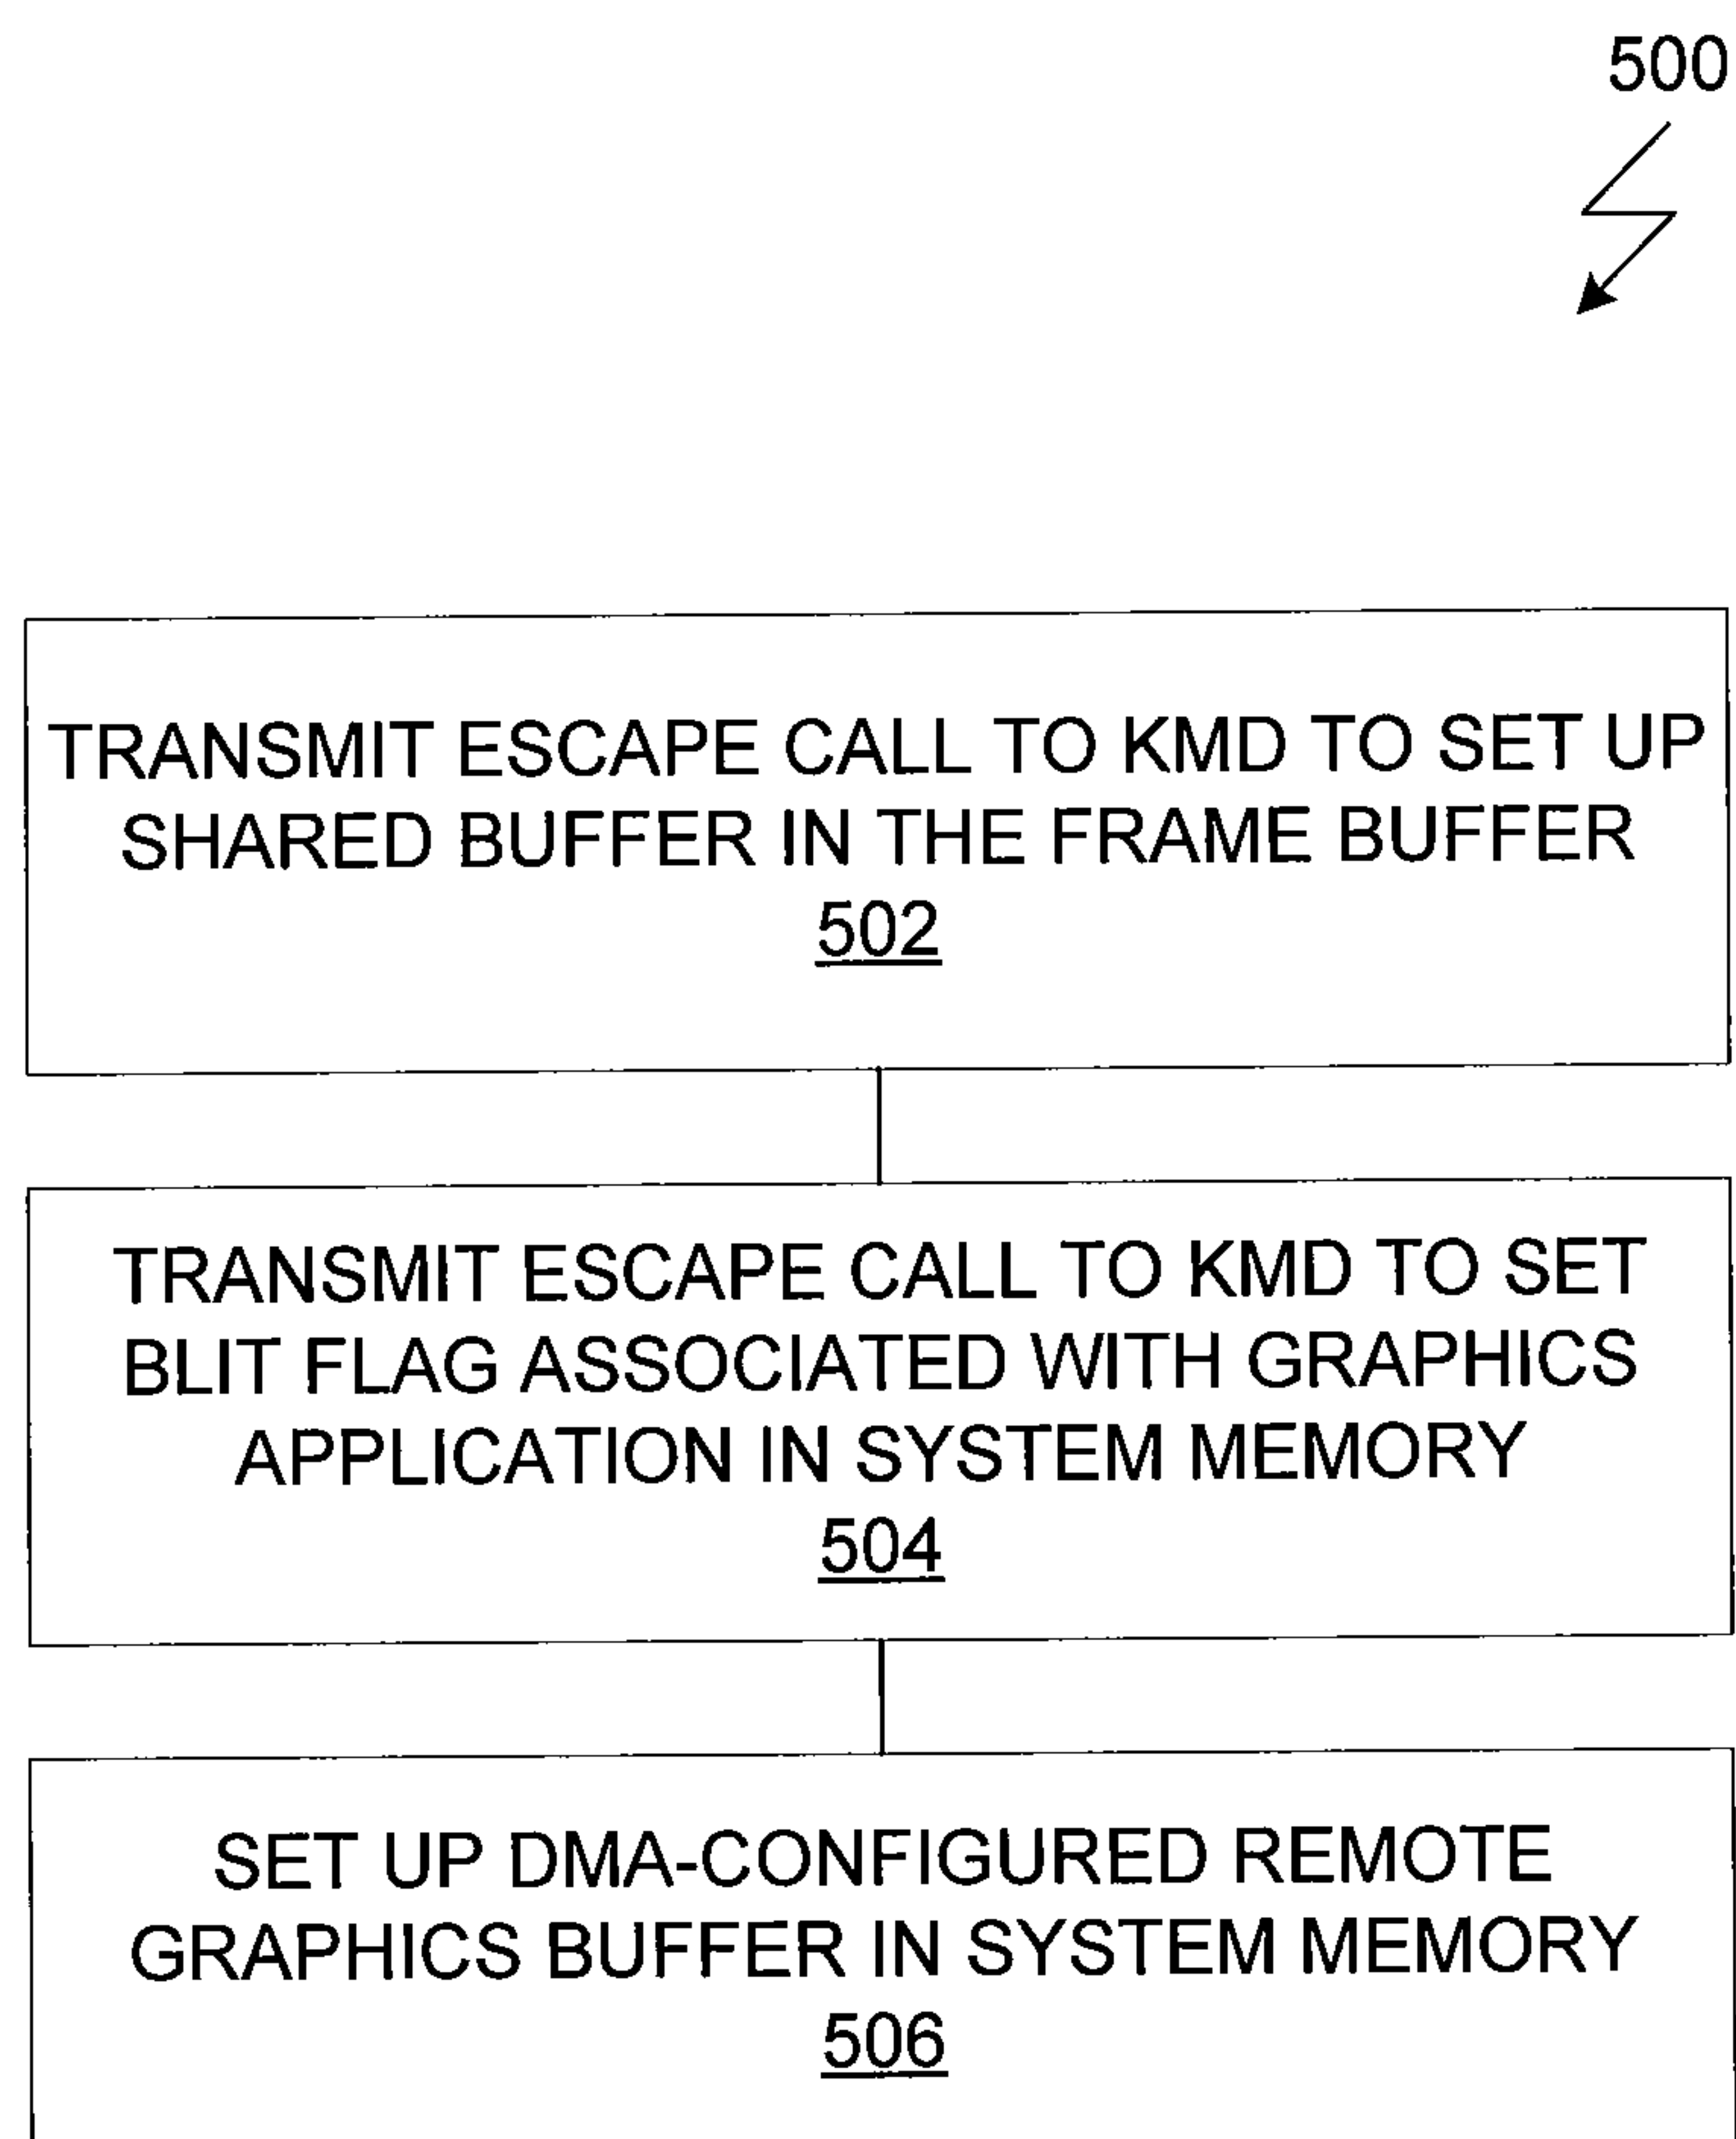 500
TRANSMIT ESCAPE CALL TO KMD TO SET UP
SHARED BUFFER IN THE FRAME BUFFER
502
TRANSMIT ESCAPE CALL TO KMD TO SET
BLIT FLAG ASSOCIATED WITH GRAPHICS
APPLICATION IN SYSTEM MEMORY
504
SET UP DMA-CONFIGURED REMOTE
GRAPHICS BUFFER IN SYSTEM MEMORY
506